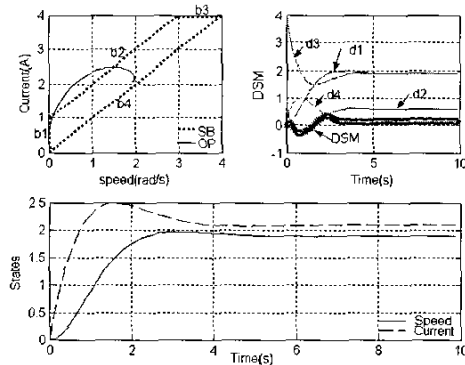 4
3
2
1
0
Current(A)
b3
b2
b4
b1
SB
OP
0 1 2 3 4
speed(rad/s)
4
3
2
1
0
DSM
d3
d1
d4
d2
DSM
0 5 10
Time(s)
2.5
2
1.5
1
0.5
0
States
Speed
Current
0 2 4 6 8 10
Time(s)